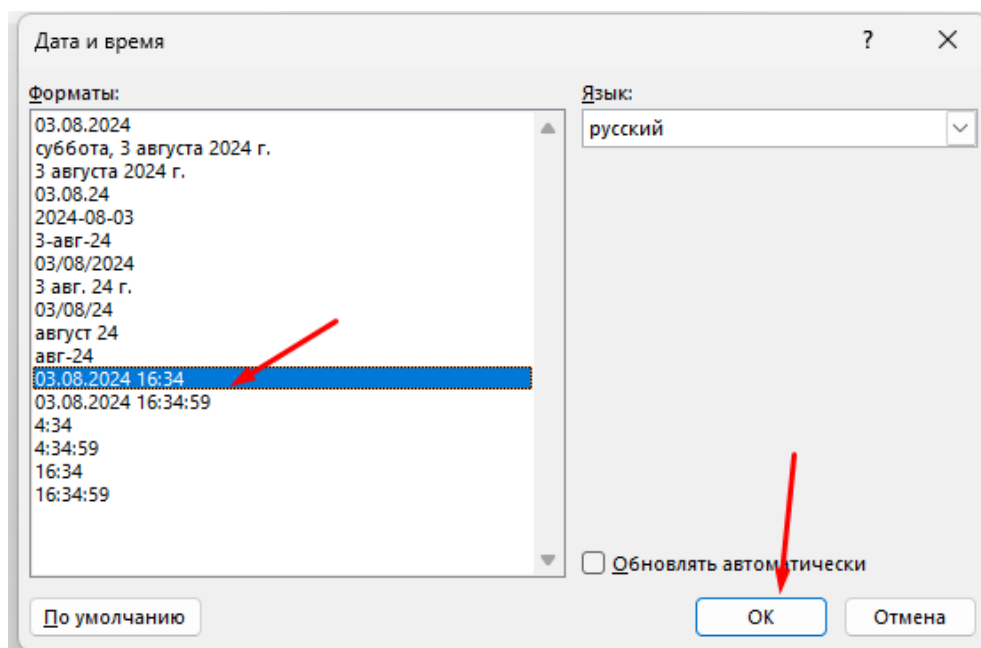 Дата и время
?
Форматы:
Язык:
03.08.2024
суббота, 3 августа 2024 г.
3 августа 2024 г.
03.08.24
2024-08-03
3-авг-24
03/08/2024
3 авг. 24 г.
03/08/24
август 24
авг-24
03.08.2024 16:34
03.08.2024 16:34:59
4:34
4:34:59
16:34
16:34:59
русский
Обновлять автоматически
По умолчанию
ОК
Отмена